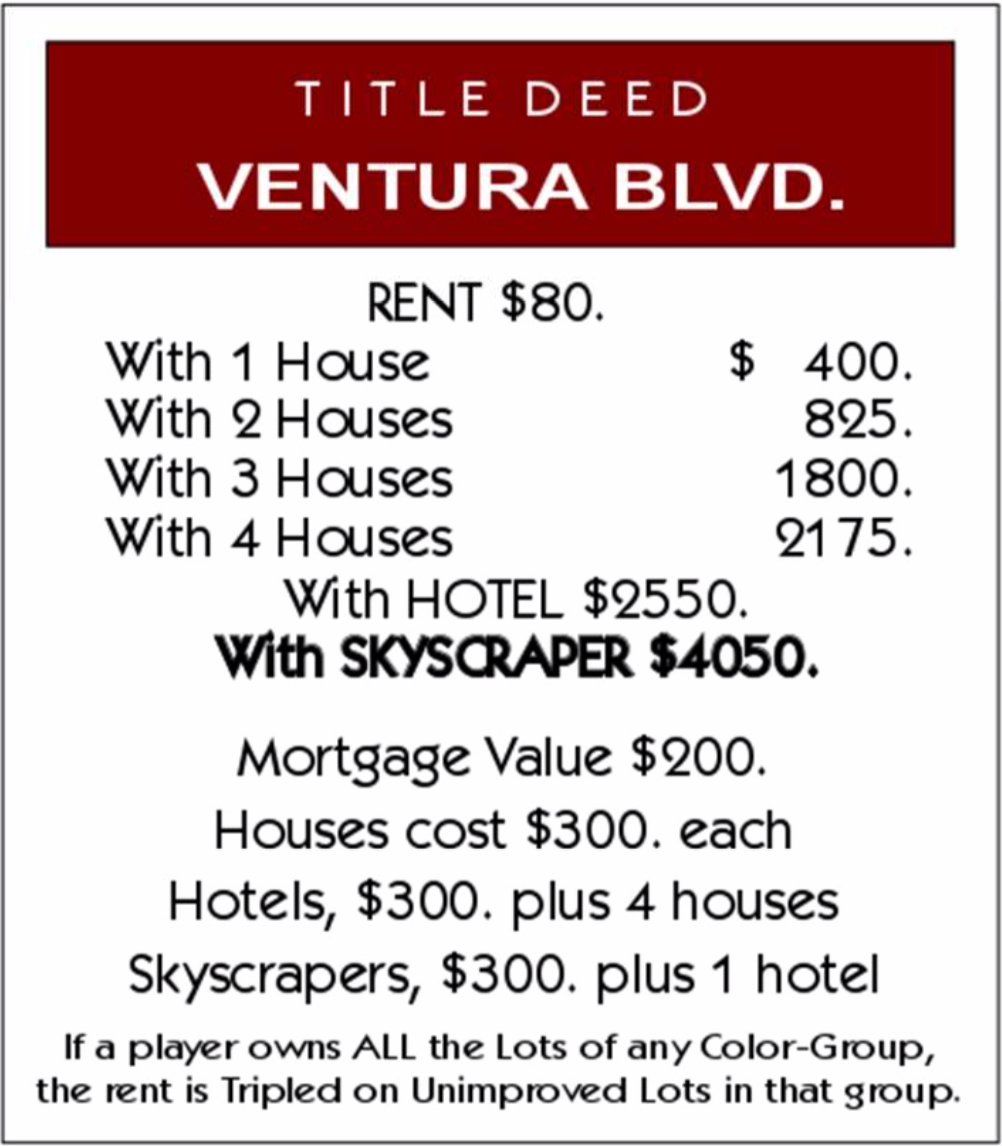 TITLE DEED
VENTURA BLVD.
RENT $80.
With 1 House $ 400.
With 2 Houses 825.
With 3 Houses 1800.
With 4 Houses 2175.
With HOTEL $2550.
With SKYSCRAPER $4050.
Mortgage Value $200.
Houses cost $300. each
Hotels, $300. plus 4 houses
Skyscrapers, $300. plus 1 hotel
If a player owns ALL the Lots of any Color-Group,
the rent is Tripled on Unimproved Lots in that group.